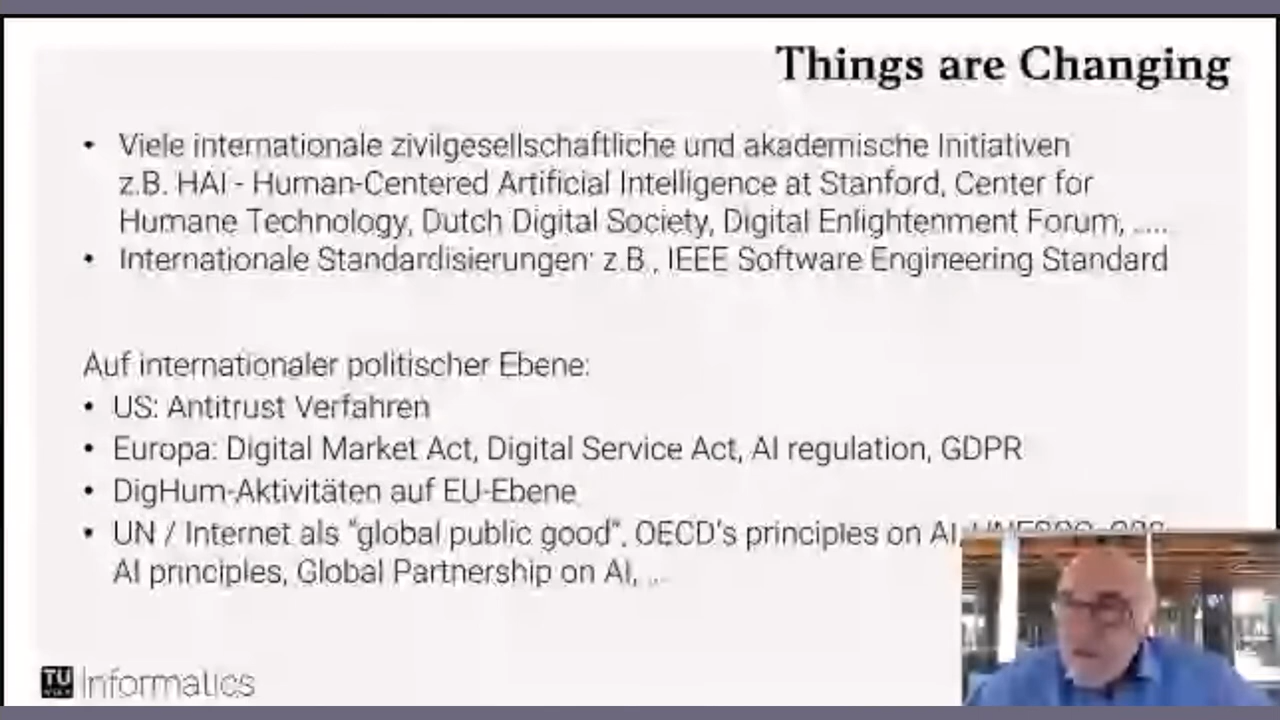 Things are Changing
• Viele internationale zivilgesellschaftliche und akademische Initiativen
z.B. HAI - Human-Centered Artificial Intelligence at Stanford, Center for
Humane Technology, Dutch Digital Society, Digital Enlightenment Forum, ....
• Internationale Standardisierungen: z.B., IEEE Software Engineering Standard
Auf internationaler politischer Ebene:
• US: Antitrust Verfahren
• Europa: Digital Market Act, Digital Service Act, AI regulation, GDPR
• DigHum-Aktivitäten auf EU-Ebene
• UN / Internet als “global public good”, OECD's principles on AI,
AI principles, Global Partnership on AI, ...
TU
Informatics